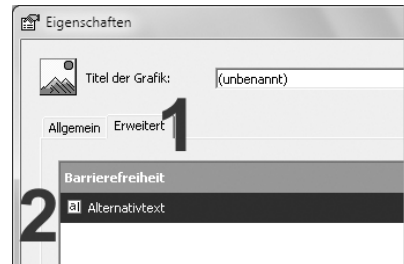 Eigenschaften
Titel der Grafik: (unbenannt)
Allgemein Erweitert 1
Barrierefreiheit
2 a Alternativtext